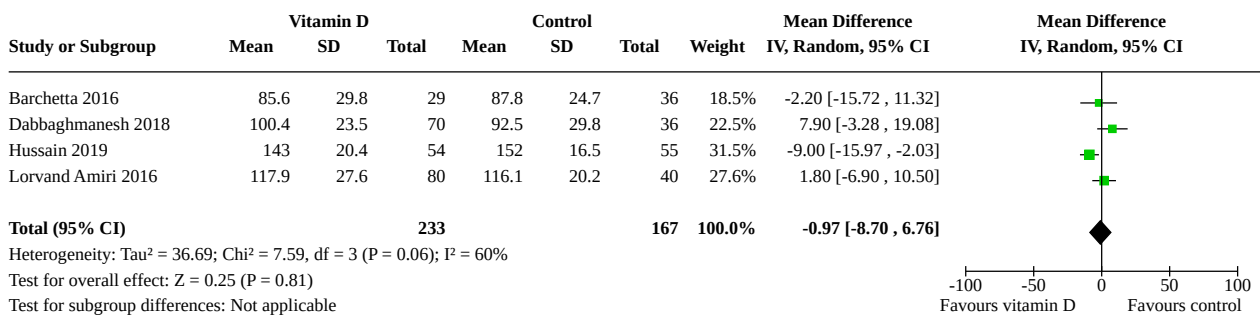 Vitamin D Control Mean Difference Mean Difference
Study or Subgroup Mean SD Total Mean SD Total Weight IV, Random, 95% CI IV, Random, 95% CI
Barchetta 2016 85.6 29.8 29 87.8 24.7 36 18.5% -2.20 [-15.72 , 11.32]
Dabbaghmanesh 2018 100.4 23.5 70 92.5 29.8 36 22.5% 7.90 [-3.28 , 19.08]
Hussain 2019 143 20.4 54 152 16.5 55 31.5% -9.00 [-15.97 , -2.03]
Lorvand Amiri 2016 117.9 27.6 80 116.1 20.2 40 27.6% 1.80 [-6.90 , 10.50]
Total (95% CI) 233 167 100.0% -0.97 [-8.70 , 6.76]
Heterogeneity: Tau² = 36.69; Chi² = 7.59, df = 3 (P = 0.06); I² = 60%
Test for overall effect: Z = 0.25 (P = 0.81) -100 -50 0 50 100
Test for subgroup differences: Not applicable Favours vitamin D Favours control